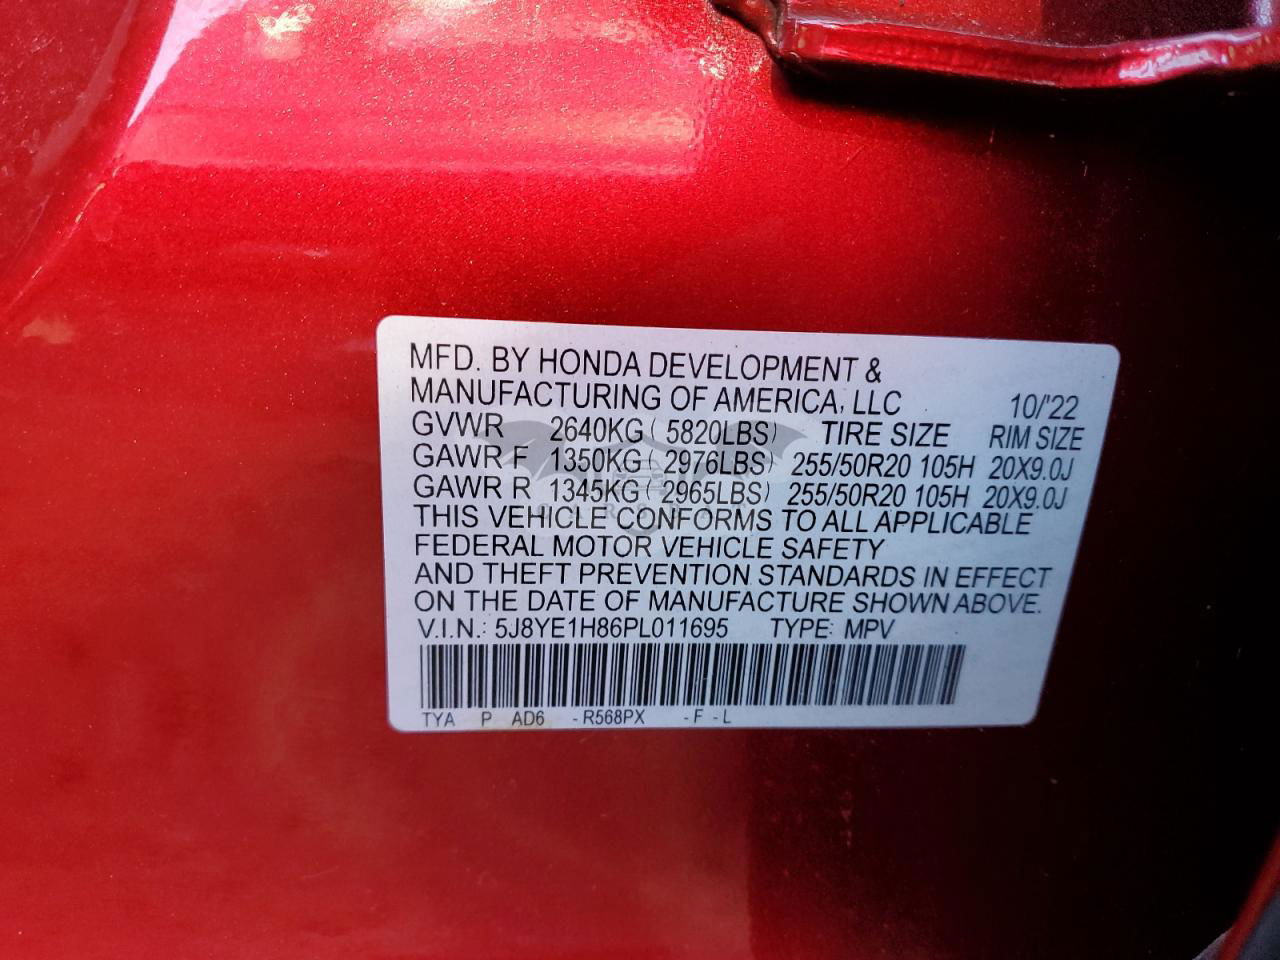 MFD. BY HONDA DEVELOPMENT &
MANUFACTURING OF AMERICA, LLC 10/'22
GVWR 2640KG ( 5820LBS) TIRE SIZE RIM SIZE
GAWR F 1350KG ( 2976LBS) 255/50R20 105H 20X9.0J
GAWR R 1345KG ( 2965LBS) 255/50R20 105H 20X9.0J
THIS VEHICLE CONFORMS TO ALL APPLICABLE
FEDERAL MOTOR VEHICLE SAFETY
AND THEFT PREVENTION STANDARDS IN EFFECT
ON THE DATE OF MANUFACTURE SHOWN ABOVE.
V.I.N.: 5J8YE1H86PL011695 TYPE: MPV
TYA P AD6 - R568PX - F - L